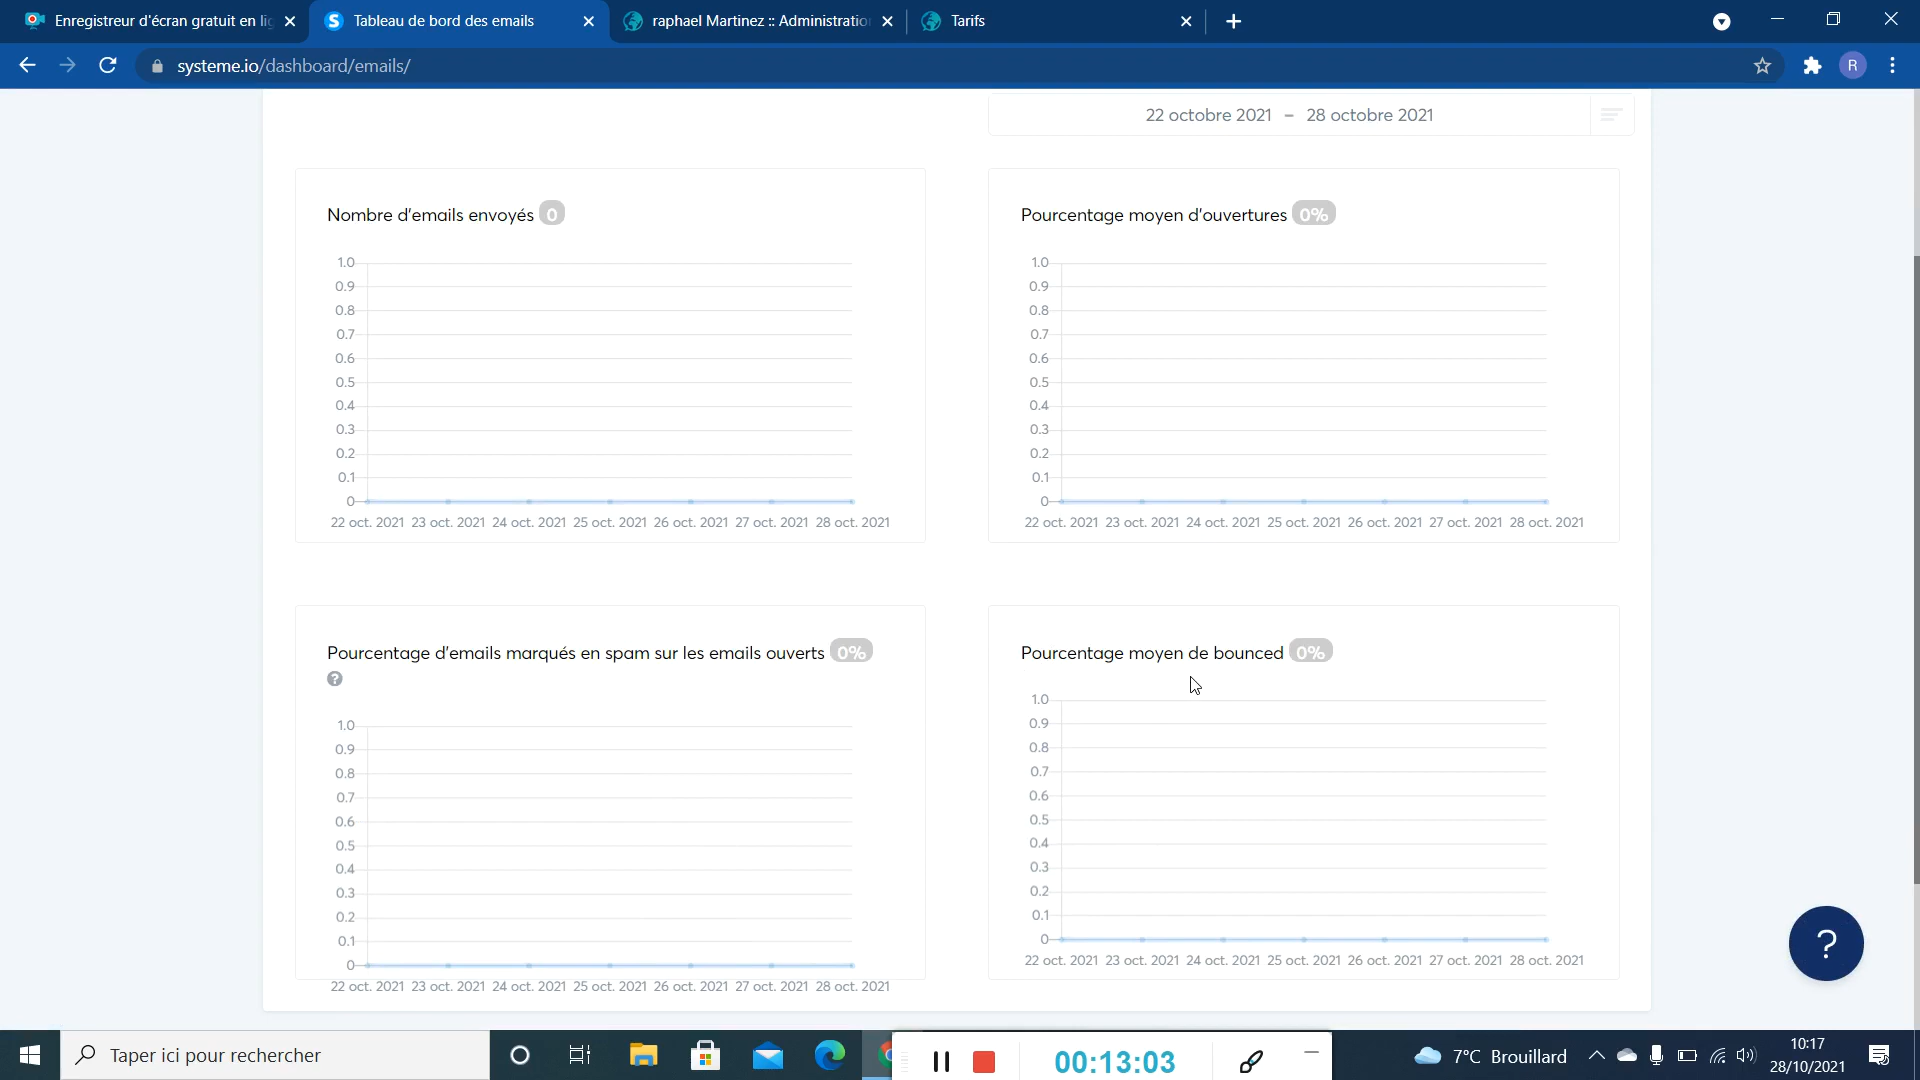 Enregistreur d'écran gratuit en lig
Tableau de bord des emails
raphael Martinez :: Administratio
Tarifs
systeme.io/dashboard/emails/
R
22 octobre 2021 – 28 octobre 2021
Nombre d'emails envoyés 0
1.0
0.9
0.8
0.7
0.6
0.5
0.4
0.3
0.2
0.1
0
22 oct. 2021 23 oct. 2021 24 oct. 2021 25 oct. 2021 26 oct. 2021 27 oct. 2021 28 oct. 2021
Pourcentage moyen d'ouvertures 0%
1.0
0.9
0.8
0.7
0.6
0.5
0.4
0.3
0.2
0.1
0
22 oct. 2021 23 oct. 2021 24 oct. 2021 25 oct. 2021 26 oct. 2021 27 oct. 2021 28 oct. 2021
Pourcentage d'emails marqués en spam sur les emails ouverts 0%
?
1.0
0.9
0.8
0.7
0.6
0.5
0.4
0.3
0.2
0.1
0
22 oct. 2021 23 oct. 2021 24 oct. 2021 25 oct. 2021 26 oct. 2021 27 oct. 2021 28 oct. 2021
Pourcentage moyen de bounced 0%
1.0
0.9
0.8
0.7
0.6
0.5
0.4
0.3
0.2
0.1
0
22 oct. 2021 23 oct. 2021 24 oct. 2021 25 oct. 2021 26 oct. 2021 27 oct. 2021 28 oct. 2021
?
Taper ici pour rechercher
00:13:03
7°C Brouillard
10:17
28/10/2021